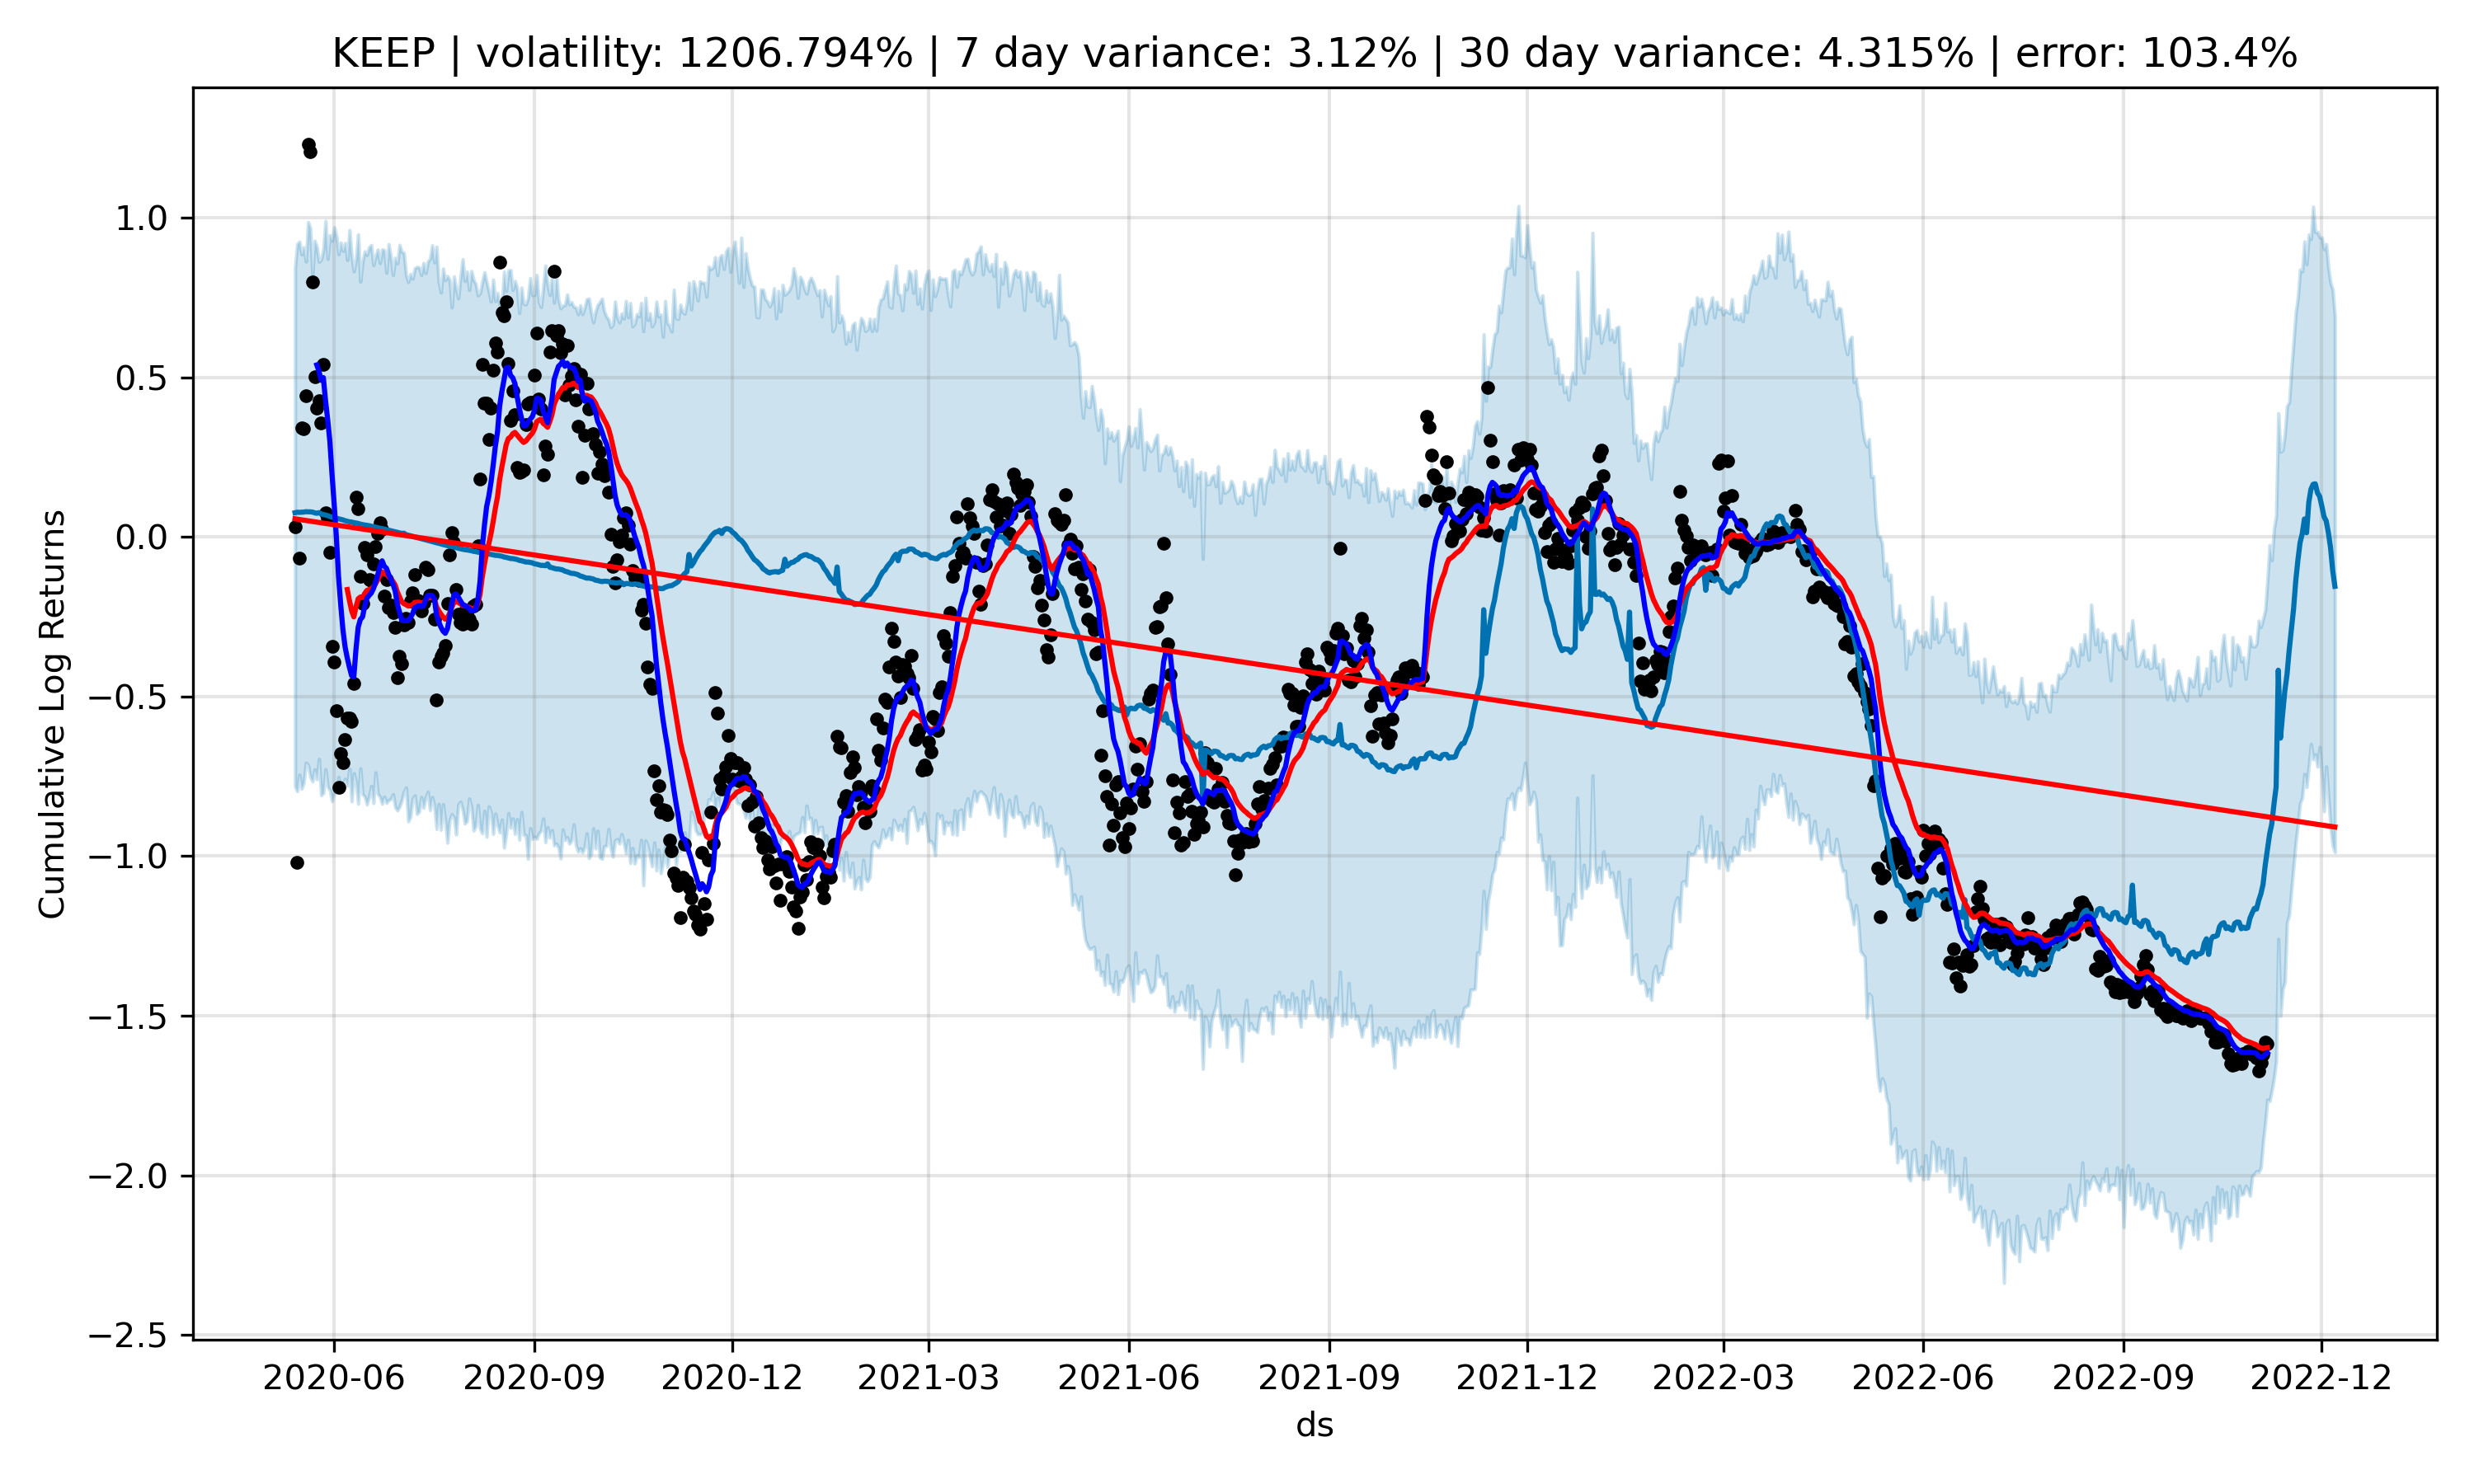 KEEP | volatility: 1206.794% | 7 day variance: 3.12% | 30 day variance: 4.315% | error: 103.4%
Cumulative Log Returns
1.0
0.5
0.0
−0.5
−1.0
−1.5
−2.0
−2.5
2020-06 2020-09 2020-12 2021-03 2021-06 2021-09 2021-12 2022-03 2022-06 2022-09 2022-12
ds